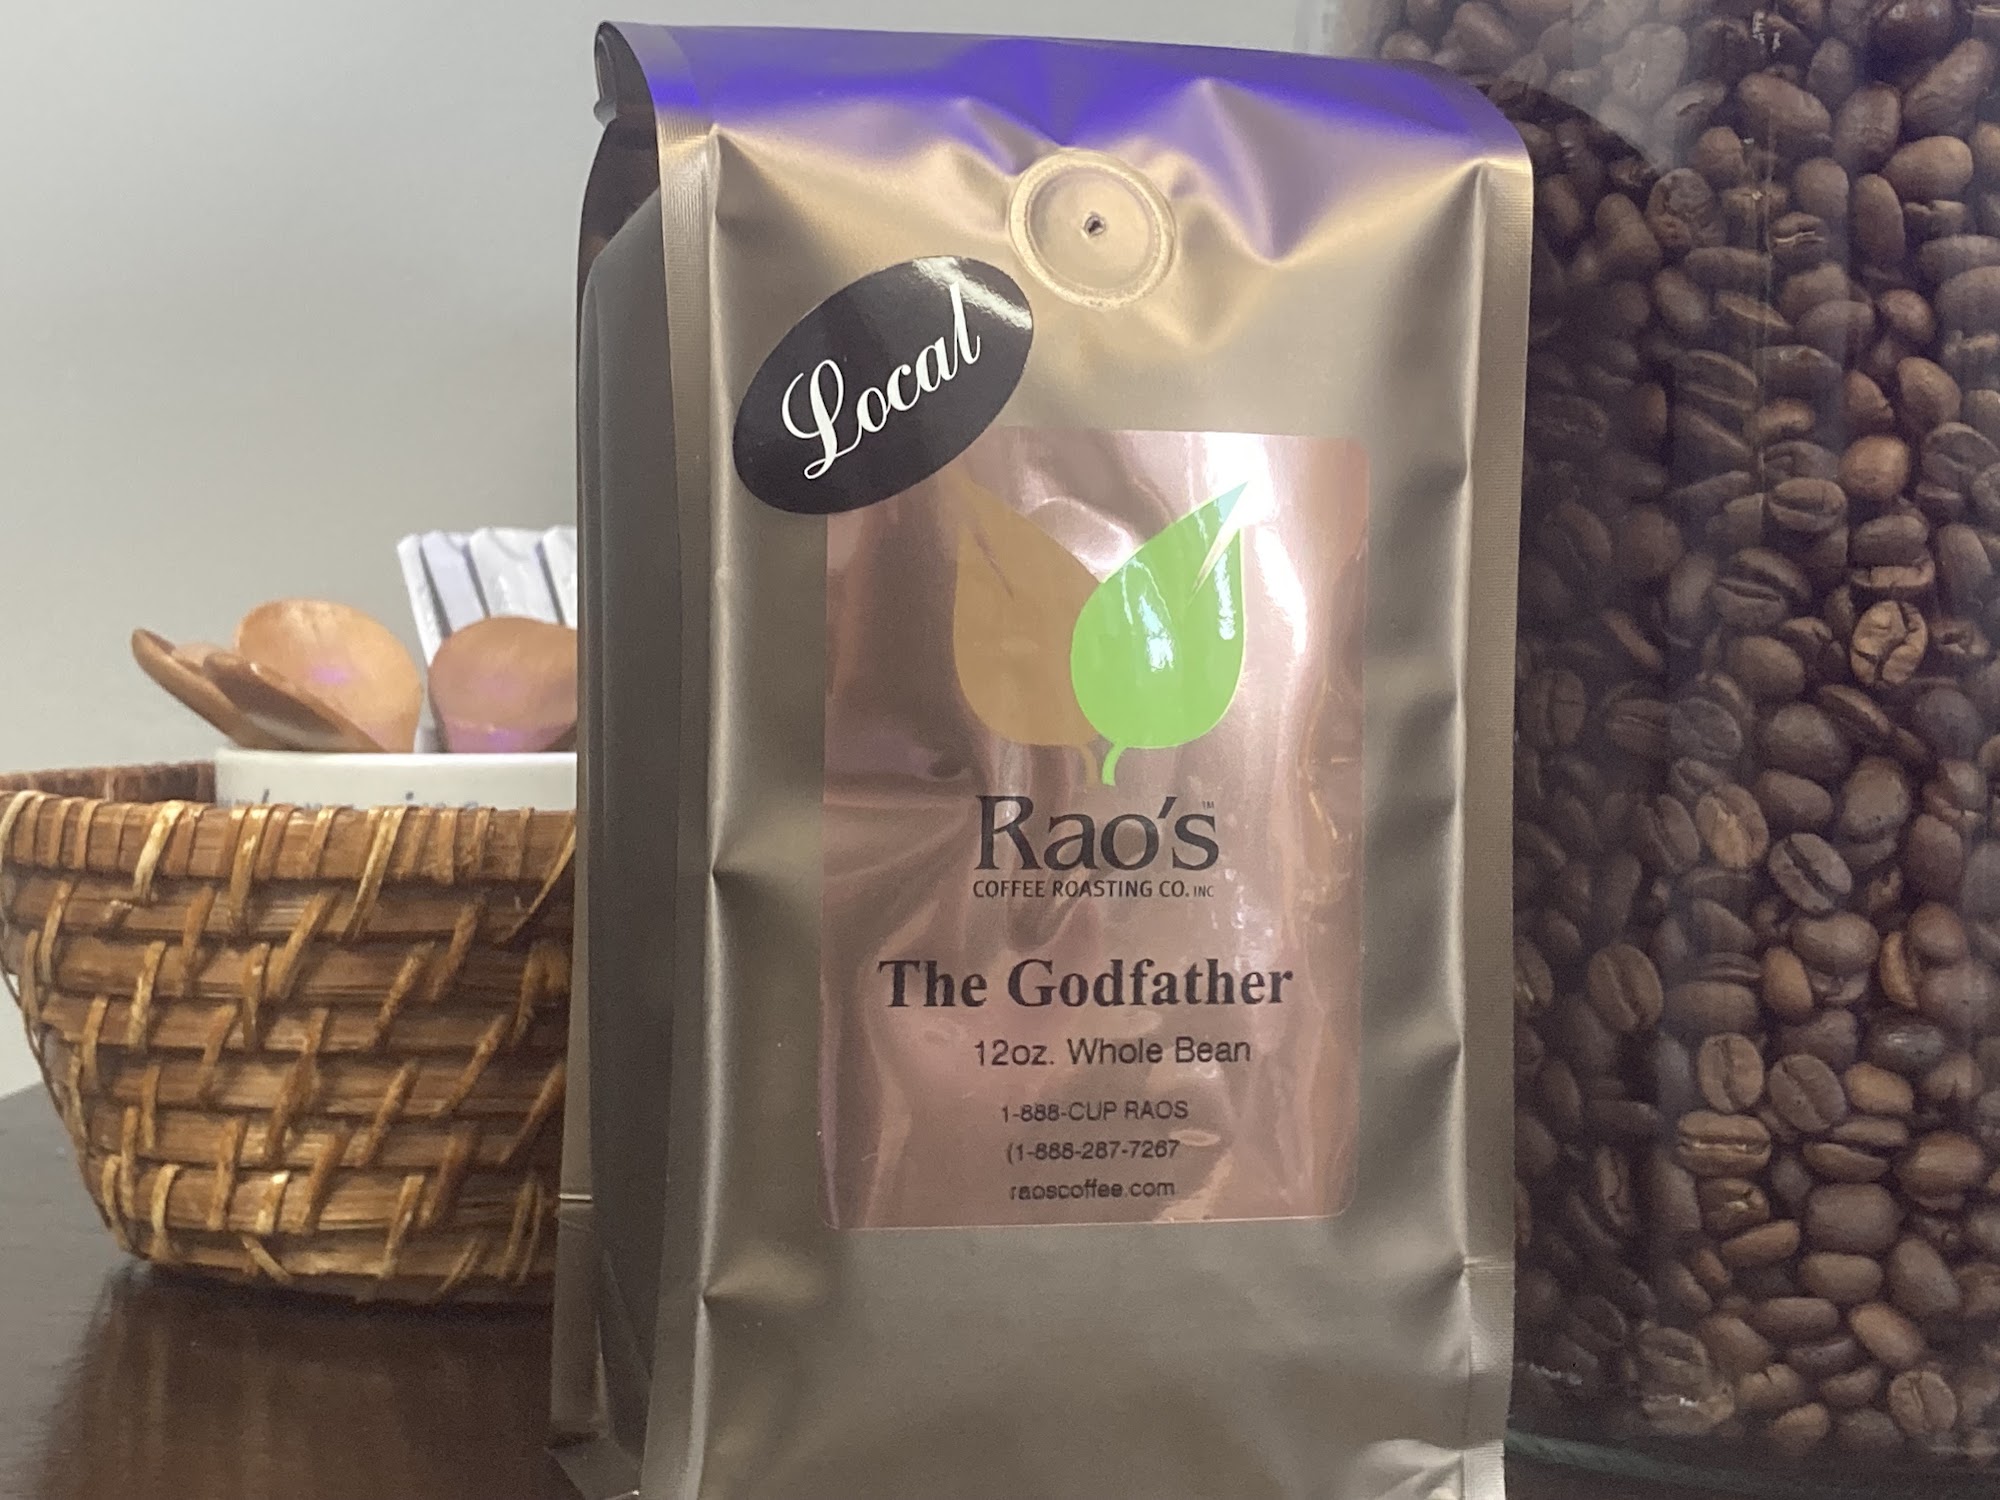 Local
Rao's™
COFFEE ROASTING CO. INC
The Godfather
12oz. Whole Bean
1-888-CUP RAOS
(1-888-287-7267
raoscoffee.com